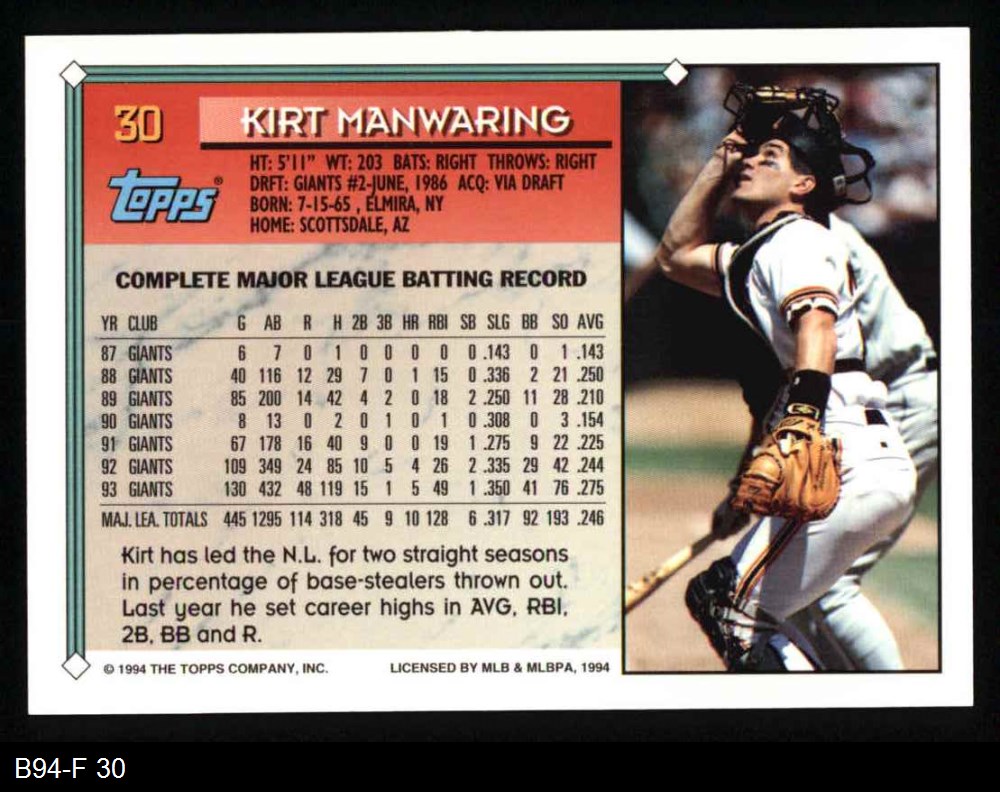 30
KIRT MANWARING
Topps®
HT: 5'11" WT: 203 BATS: RIGHT THROWS: RIGHT
DRFT: GIANTS #2-JUNE, 1986 ACQ: VIA DRAFT
BORN: 7-15-65 , ELMIRA, NY
HOME: SCOTTSDALE, AZ
COMPLETE MAJOR LEAGUE BATTING RECORD
YR CLUB G AB R H 2B 3B HR RBI SB SLG BB SO AVG
87 GIANTS 6 7 0 1 0 0 0 0 0 .143 0 1 .143
88 GIANTS 40 116 12 29 7 0 1 15 0 .336 2 21 .250
89 GIANTS 85 200 14 42 4 2 0 18 2 .250 11 28 .210
90 GIANTS 8 13 0 2 0 1 0 1 0 .308 0 3 .154
91 GIANTS 67 178 16 40 9 0 0 19 1 .275 9 22 .225
92 GIANTS 109 349 24 85 10 5 4 26 2 .335 29 42 .244
93 GIANTS 130 432 48 119 15 1 5 49 1 .350 41 76 .275
MAJ. LEA. TOTALS 445 1295 114 318 45 9 10 128 6 .317 92 193 .246
Kirt has led the N.L. for two straight seasons
in percentage of base-stealers thrown out.
Last year he set career highs in AVG, RBI,
2B, BB and R.
© 1994 THE TOPPS COMPANY, INC. LICENSED BY MLB & MLBPA, 1994
B94-F 30